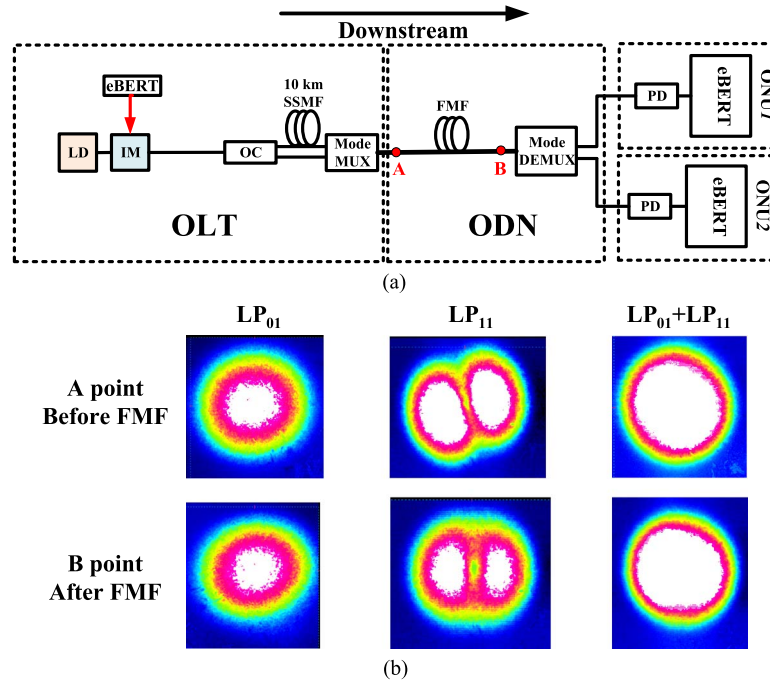 Downstream
eBERT
10 km
SSMF
LD
IM
OC
Mode
MUX
A
FMF
B
Mode
DEMUX
PD
eBERT
ONU1
PD
eBERT
ONU2
OLT
ODN
(a)
LP₀₁
LP₁₁
LP₀₁+LP₁₁
A point
Before FMF
B point
After FMF
(b)